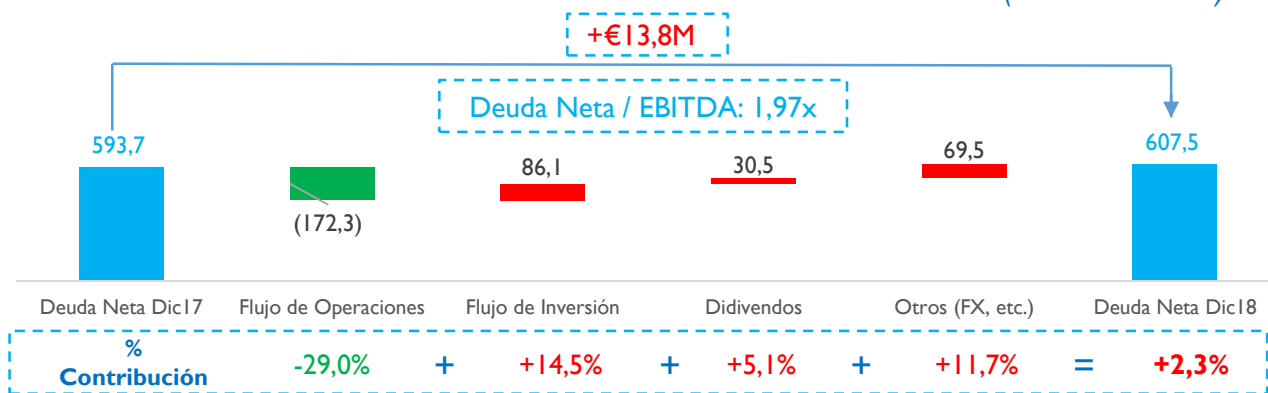 +€13,8M
Deuda Neta / EBITDA: 1,97x
593,7
(172,3)
86,1
30,5
69,5
607,5
Deuda Neta Dic17 Flujo de Operaciones Flujo de Inversión Didivendos Otros (FX, etc.) Deuda Neta Dic18
% Contribución -29,0% + +14,5% + +5,1% + +11,7% = +2,3%